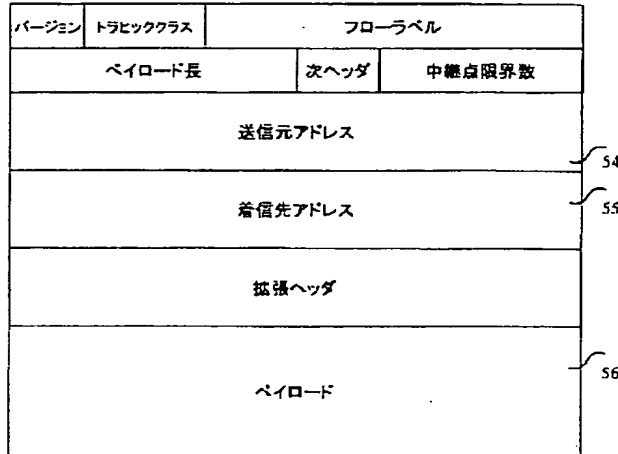 バージョン トラヒッククラス フローラベル
ペイロード長 次ヘッダ 中継点限界数
送信元アドレス
54
着信先アドレス
55
拡張ヘッダ
ペイロード
56